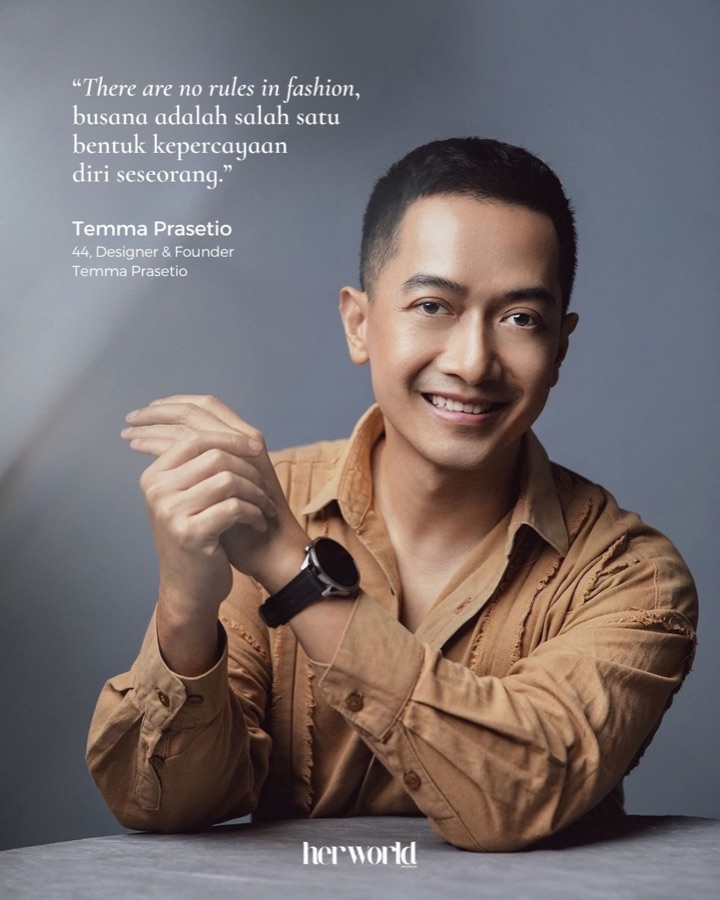 “There are no rules in fashion,
busana adalah salah satu
bentuk kepercayaan
diri seseorang.”
Temma Prasetio
44, Designer & Founder
Temma Prasetio
herworld